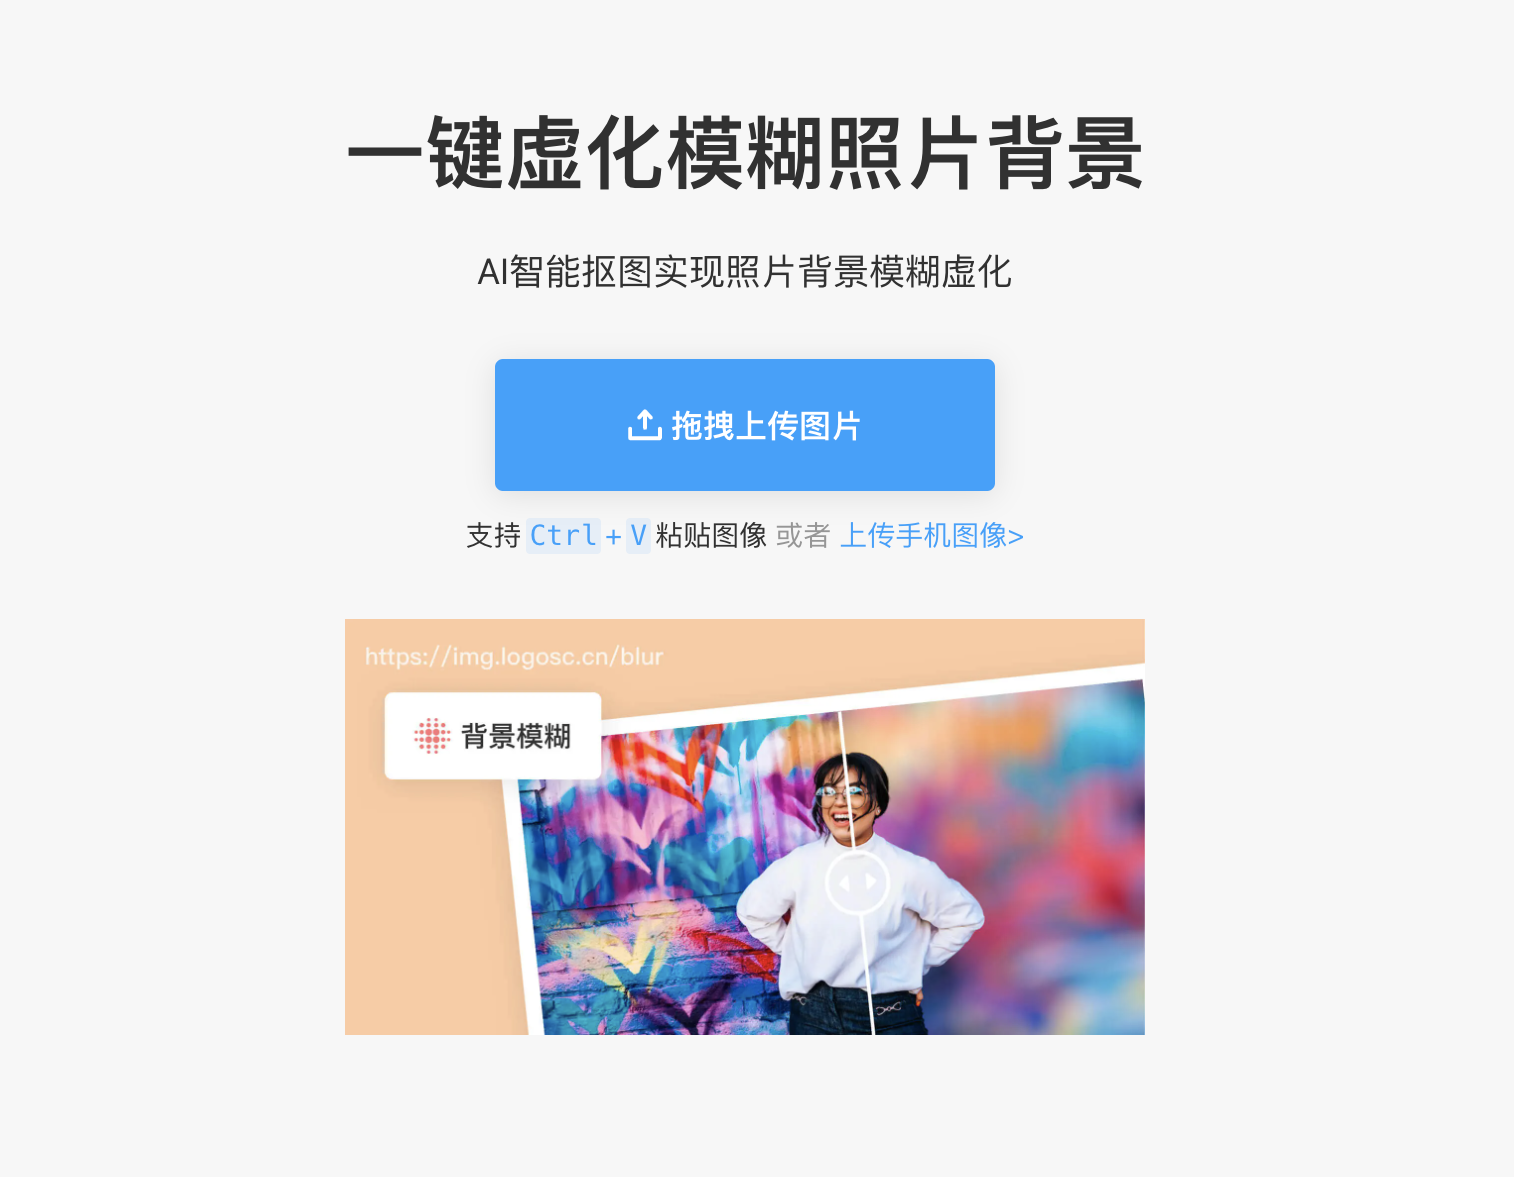 一键虚化模糊照片背景
AI智能抠图实现照片背景模糊虚化
拖拽上传图片
支持 Ctrl + V 粘贴图像 或者 上传手机图像>
https://img.logosc.cn/blur
背景模糊